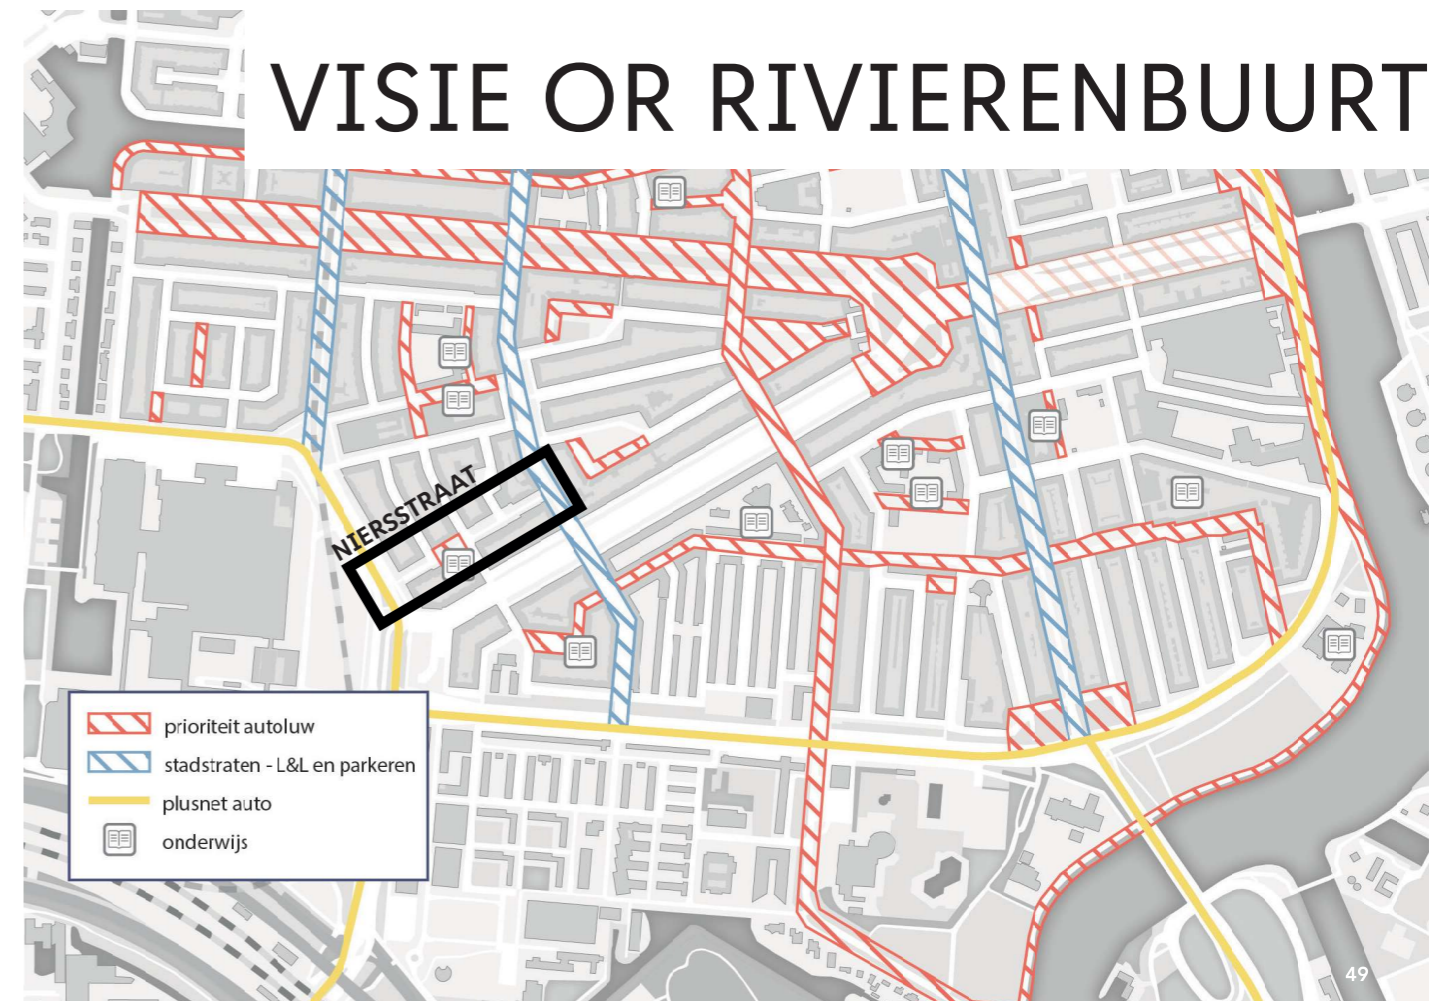 VISIE OR RIVIERENBUURT
NIERSSTRAAT
prioriteit autoluw
stadstraten - L&L en parkeren
plusnet auto
onderwijs
49